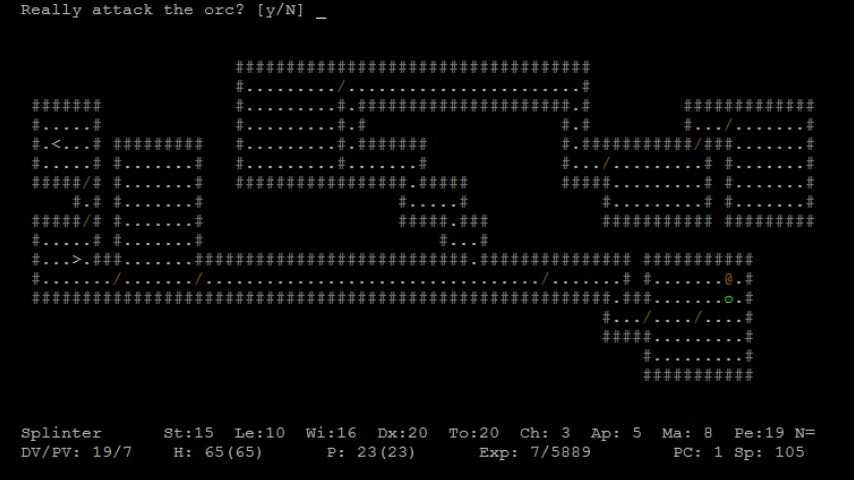 Really attack the orc? [y/N] _
Splinter St:15 Le:10 Wi:16 Dx:20 To:20 Ch: 3 Ap: 5 Ma: 8 Pe:19 N=
DV/PV: 19/7 H: 65(65) P: 23(23) Exp: 7/5889 PC: 1 Sp: 105